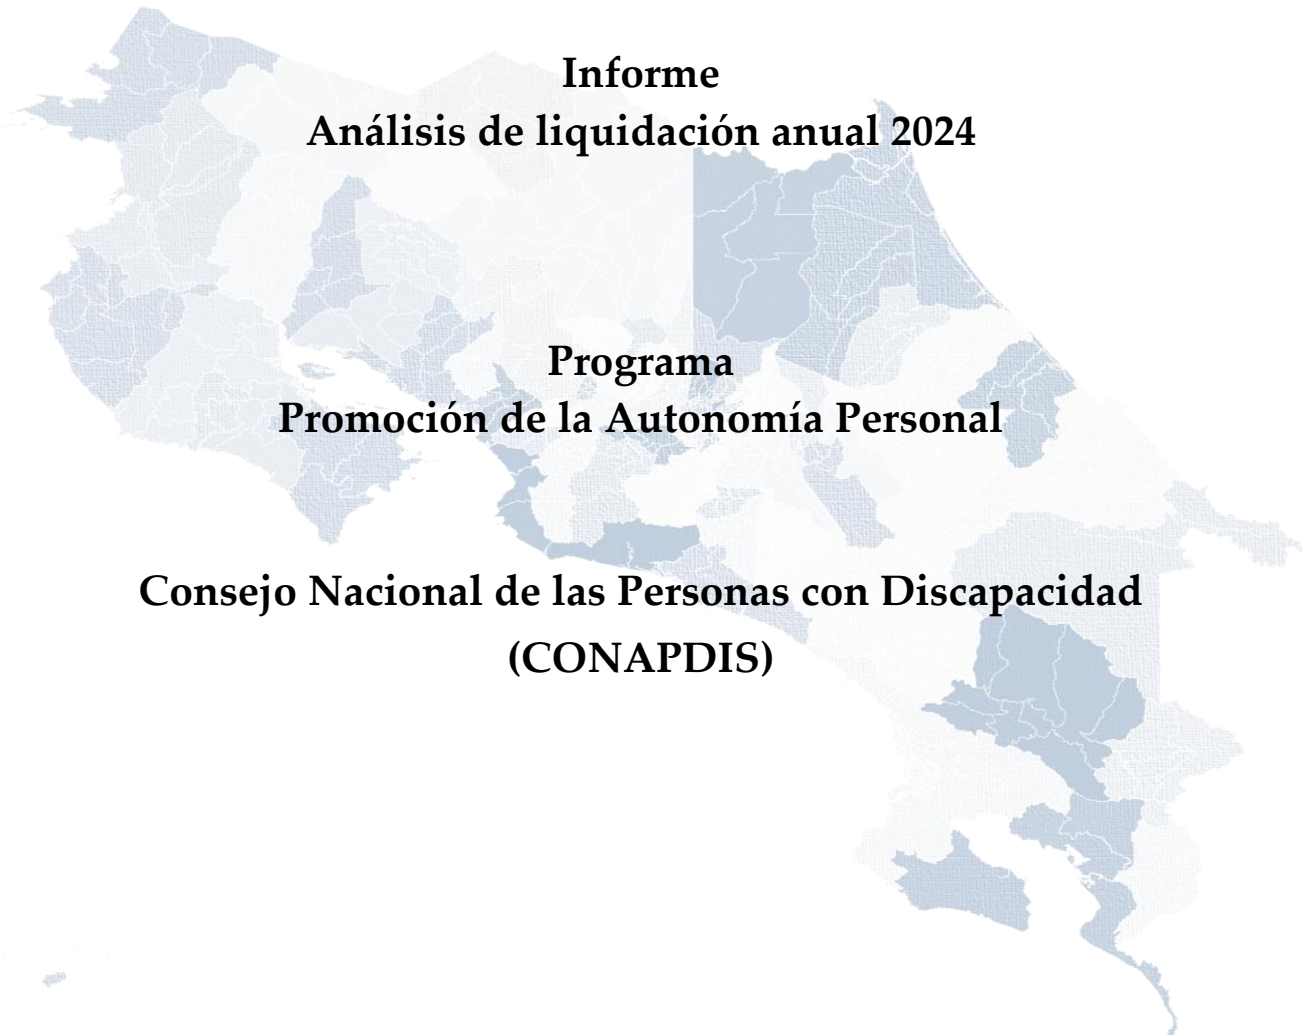 Informe
Análisis de liquidación anual 2024
Programa
Promoción de la Autonomía Personal
Consejo Nacional de las Personas con Discapacidad
(CONAPDIS)